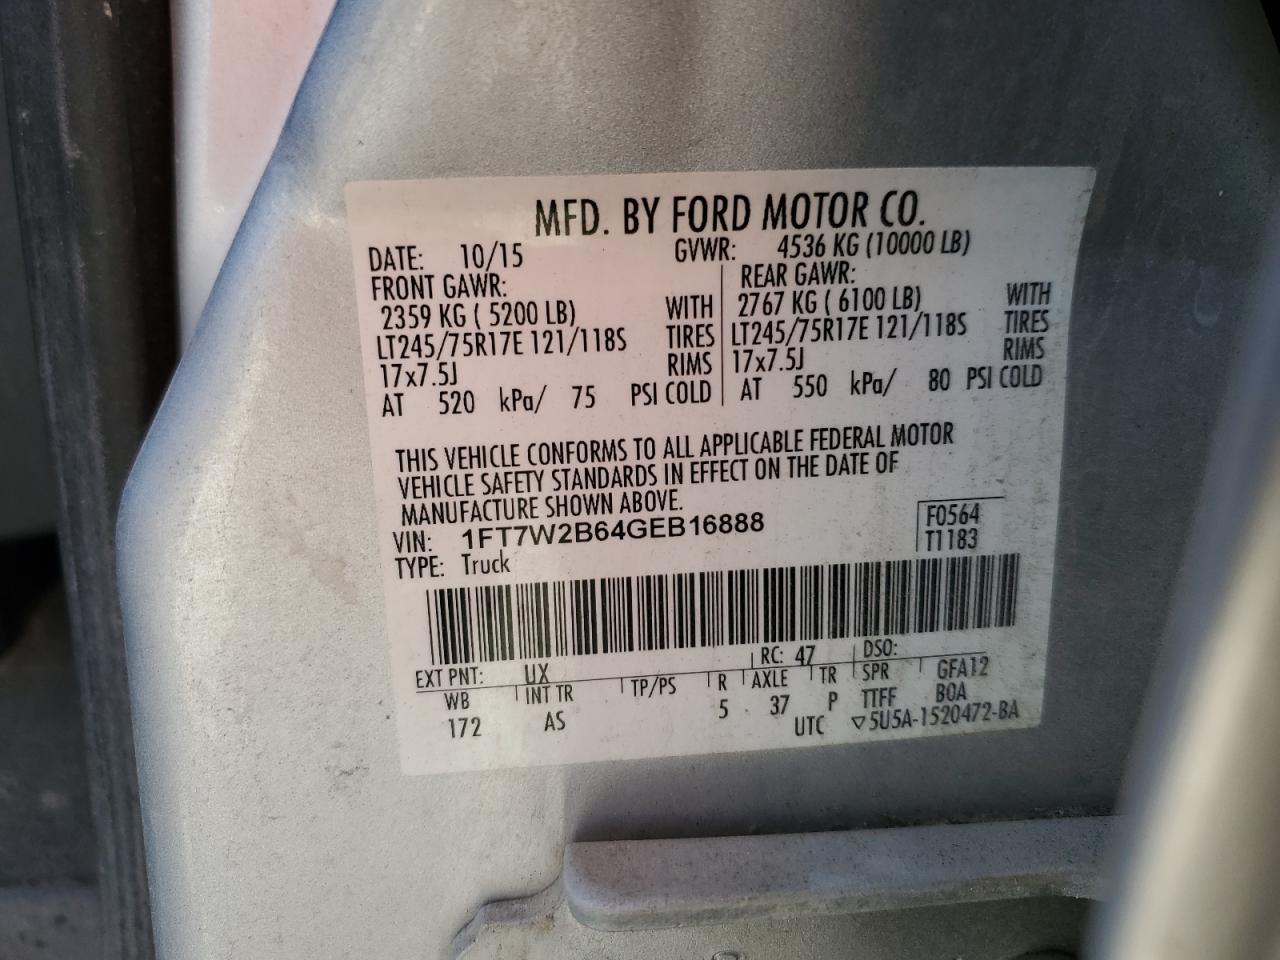 MFD. BY FORD MOTOR CO.
DATE: 10/15 GVWR: 4536 KG (10000 LB)
FRONT GAWR: REAR GAWR:
2359 KG ( 5200 LB) WITH 2767 KG ( 6100 LB) WITH
LT245/75R17E 121/118S TIRES LT245/75R17E 121/118S TIRES
17x7.5J RIMS 17x7.5J RIMS
AT 520 kPa/ 75 PSI COLD AT 550 kPa/ 80 PSI COLD
THIS VEHICLE CONFORMS TO ALL APPLICABLE FEDERAL MOTOR
VEHICLE SAFETY STANDARDS IN EFFECT ON THE DATE OF
MANUFACTURE SHOWN ABOVE.
VIN: 1FT7W2B64GEB16888 F0564
TYPE: Truck T1183
EXT PNT: UX RC: 47 DSO:
WB INT TR TP/PS R AXLE TR SPR GFA12
172 AS 5 37 P TTFF BOA
UTC ▽5U5A-1520472-BA